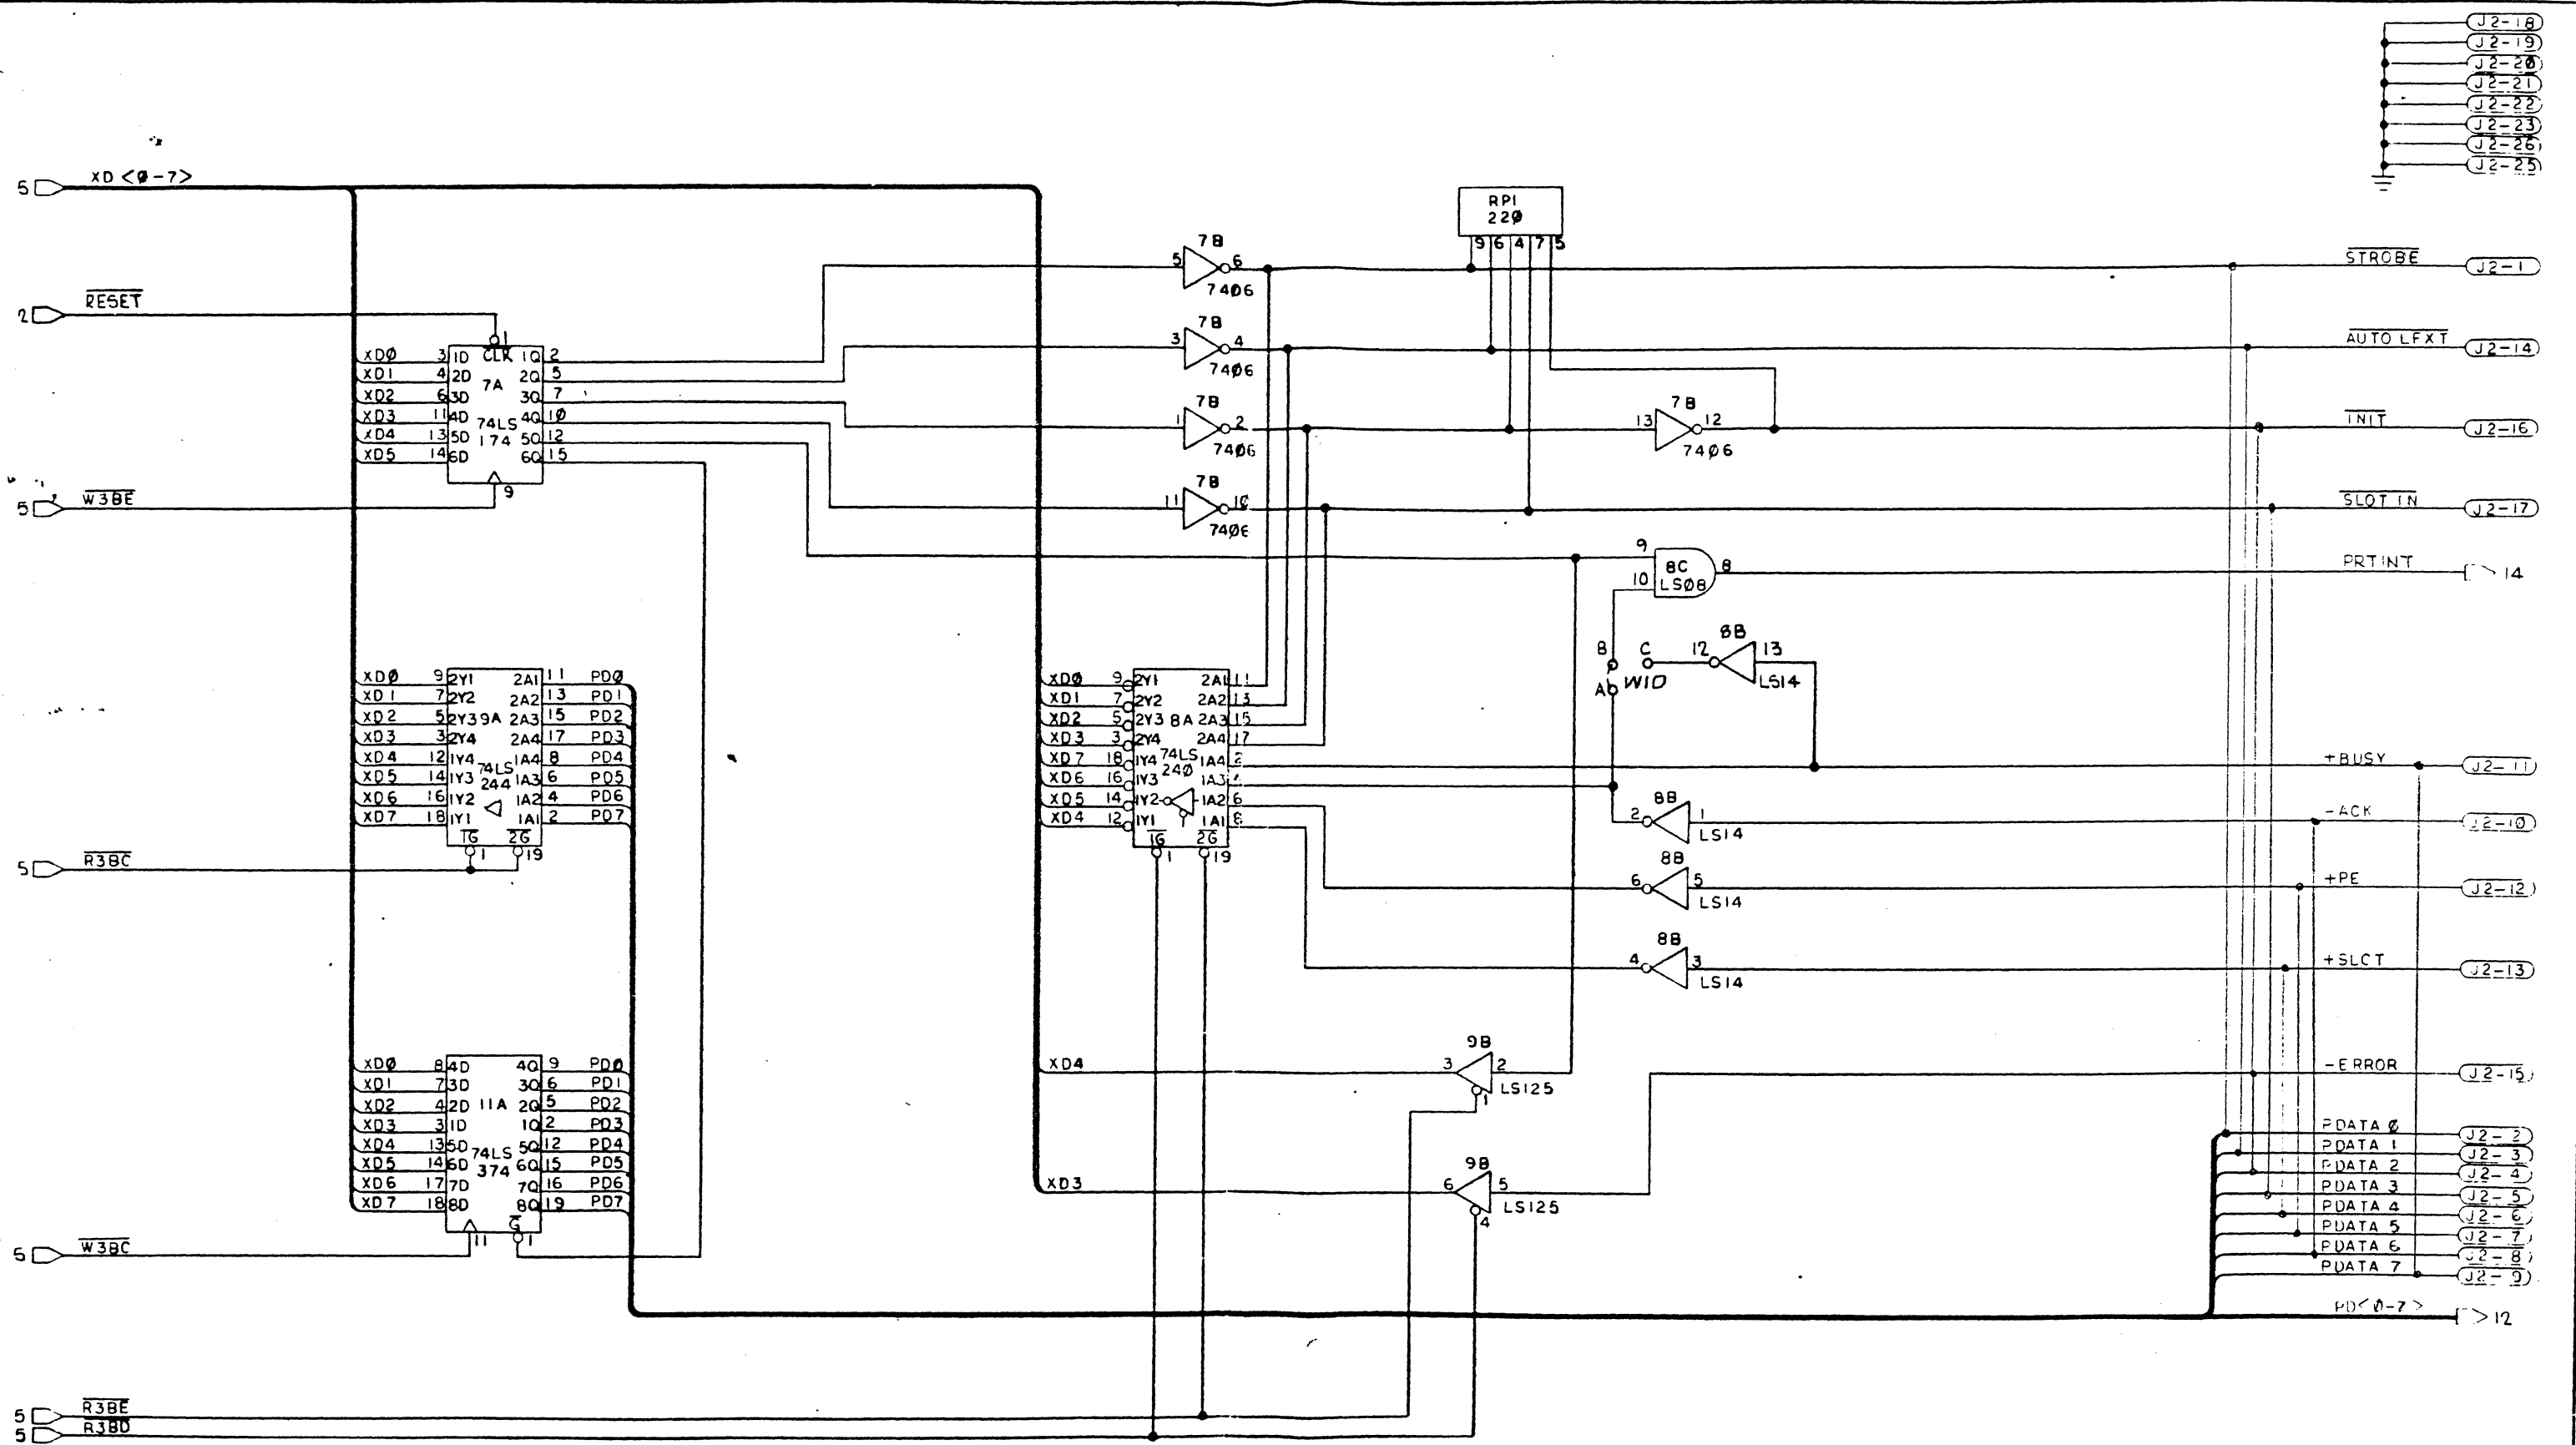 J2-18
J2-19
J2-20
J2-21
J2-22
J2-23
J2-26
J2-25
5 XD <0-7>
RP1
220
9 6 4 7 5
7B
5 6
7406
STROBE J2-1
2 RESET
7B
3 4
7406
AUTO LFXT J2-14
7B
1 2
7406
7B
13 12
7406
INIT J2-16
7B
11 10
SLOT IN J2-17
1
CLR
7A
74LS
174
XD0 3 1D 1Q 2
XD1 4 2D 2Q 5
XD2 6 3D 3Q 7
XD3 11 4D 4Q 10
XD4 13 5D 5Q 12
XD5 14 6D 6Q 15
9
5 W3BE
9
10
8C
LS08
8
PRTINT 14
B C
A W1D
8B
12 13
LS14
XD0 9 2Y1 2A1 11 PD0
XD1 7 2Y2 2A2 13 PD1
XD2 5 2Y3 9A 2A3 15 PD2
XD3 3 2Y4 2A4 17 PD3
XD4 12 1Y4 1A4 8 PD4
XD5 14 1Y3 1A3 6 PD5
XD6 16 1Y2 1A2 4 PD6
XD7 18 1Y1 1A1 2 PD7
74LS
244
1G 2G
1 19
5 R3BC
XD0 9 2Y1 2A1 11
XD1 7 2Y2 2A2 13
XD2 5 2Y3 8A 2A3 15
XD3 3 2Y4 2A4 17
XD7 18 1Y4 1A4 2
XD6 16 1Y3 1A3 4
XD5 14 1Y2 1A2 6
XD4 12 1Y1 1A1 8
74LS
240
1G 2G
1 19
+BUSY J2-11
8B
2 1
LS14
-ACK J2-10
8B
6 5
LS14
+PE J2-12
8B
4 3
LS14
+SLCT J2-13
XD4
9B
3 2
LS125
1
-ERROR J2-15
XD3
9B
6 5
LS125
4
XD0 8 4D 4Q 9 PD0
XD1 7 3D 3Q 6 PD1
XD2 4 2D 11A 2Q 5 PD2
XD3 3 1D 1Q 2 PD3
XD4 13 5D 5Q 12 PD4
XD5 14 6D 6Q 15 PD5
XD6 17 7D 7Q 16 PD6
XD7 18 8D 8Q 19 PD7
74LS
374
G
11 1
5 W3BC
PDATA 0 J2-2
PDATA 1 J2-3
PDATA 2 J2-4
PDATA 3 J2-5
PDATA 4 J2-6
PDATA 5 J2-7
PDATA 6 J2-8
PDATA 7 J2-9
PD<0-7> 12
5 R3BE
5 R3BD